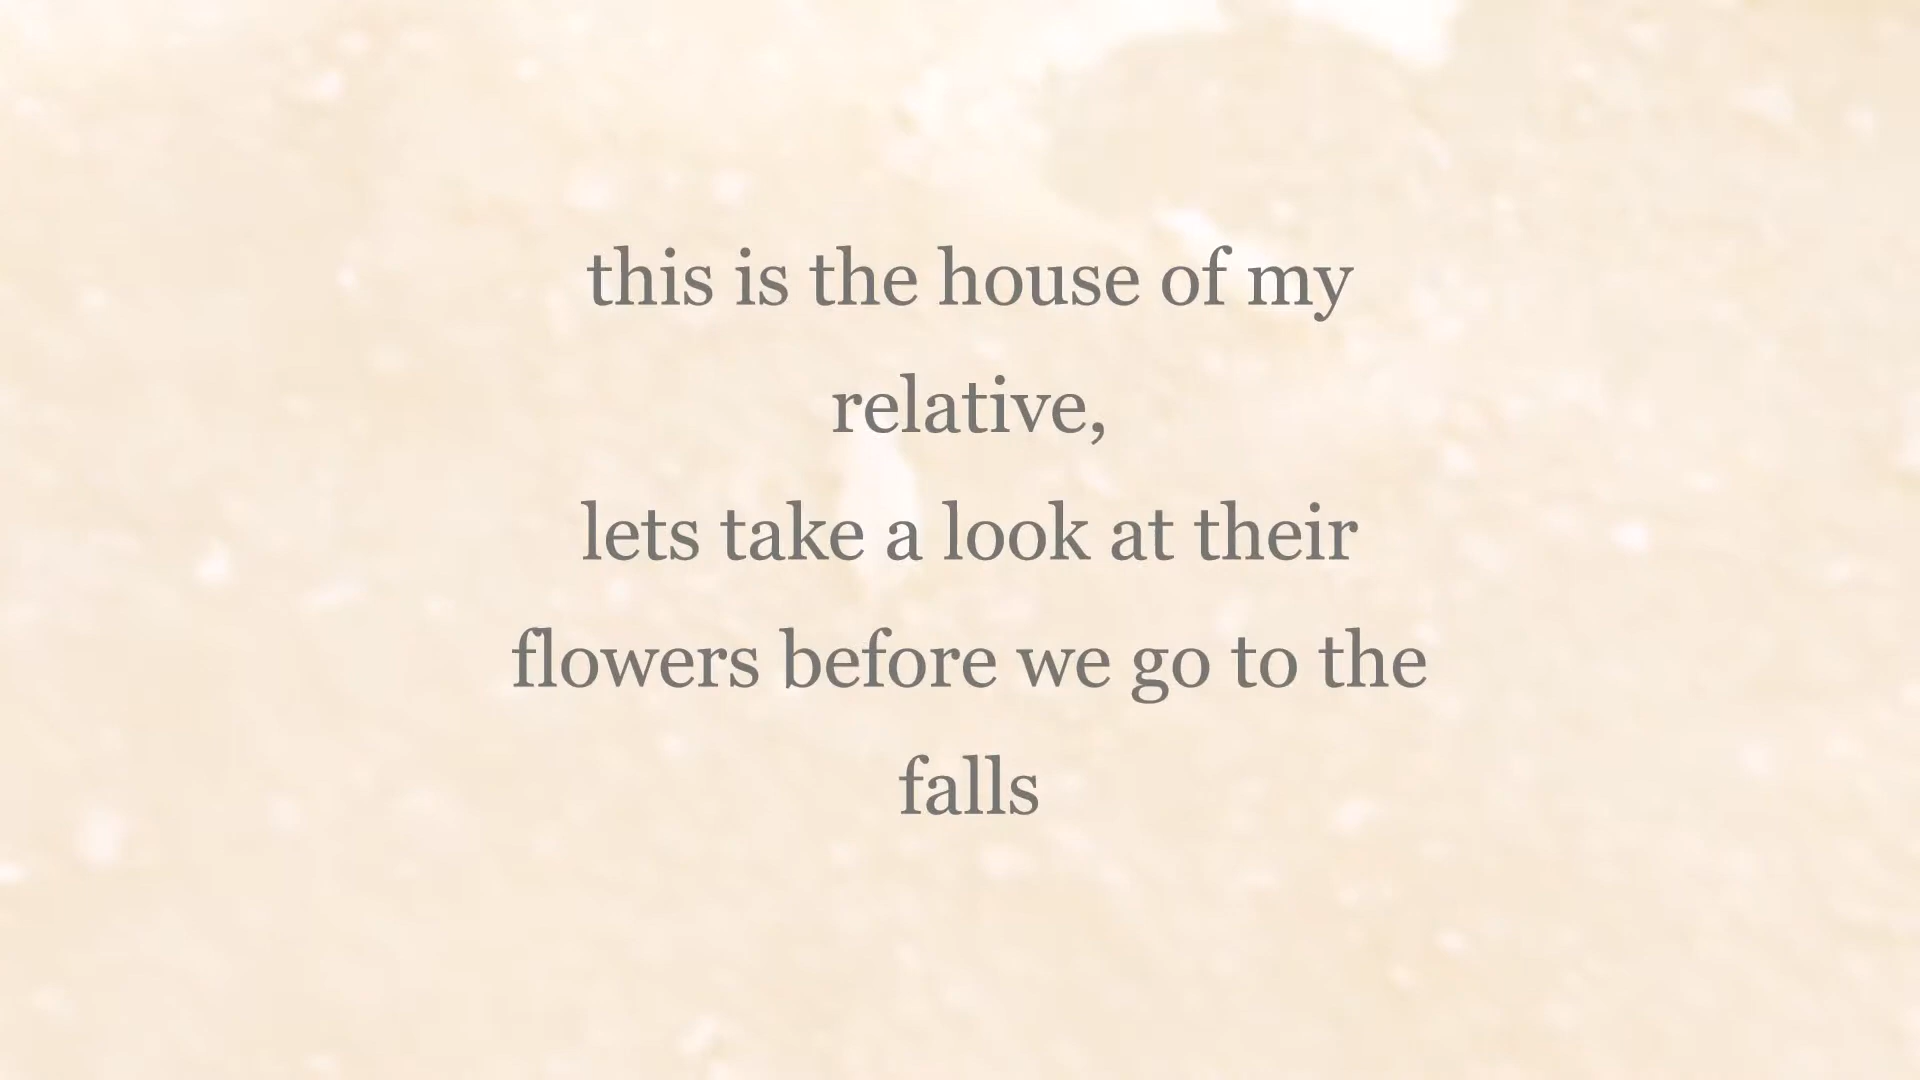 this is the house of my
relative,
lets take a look at their
flowers before we go to the
falls